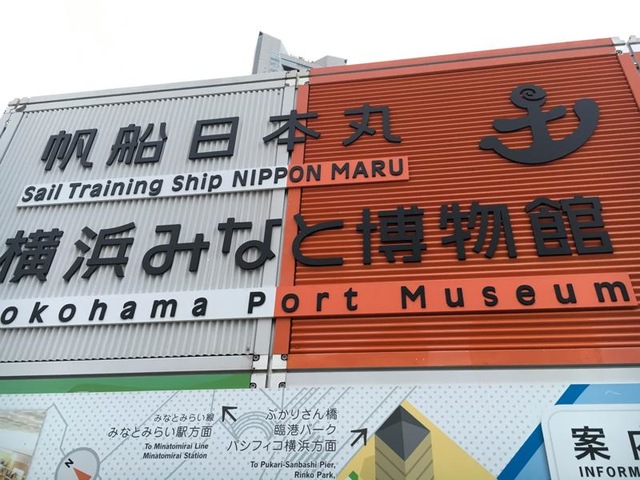 帆船日本丸
Sail Training Ship NIPPON MARU
横浜みなと博物館
okohama Port Museum
みなとみらい線
みなとみらい駅方面
To Minatomirai Line
Minatomirai Station
ぷかりさん橋
臨港パーク
パシフィコ横浜方面
To Pukari-Sanbashi Pier,
Rinko Park,
案内
INFORM
N